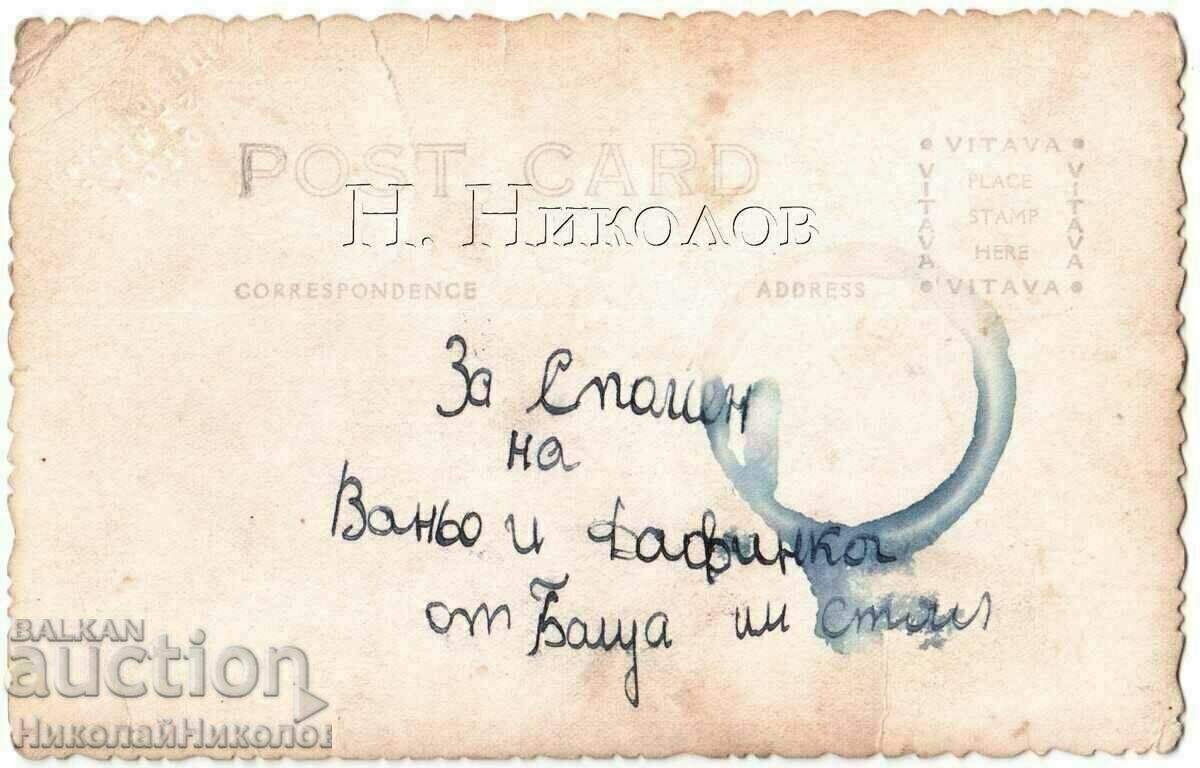 POST CARD
VITAVA
VITAVA PLACE VITAVA
STAMP
HERE
VITAVA
Н. Николов
CORRESPONDENCE ADDRESS
За Спомен
на
Ваньо и Дафинка
от Баща им
BALKAN
auction
НиколайНиколов